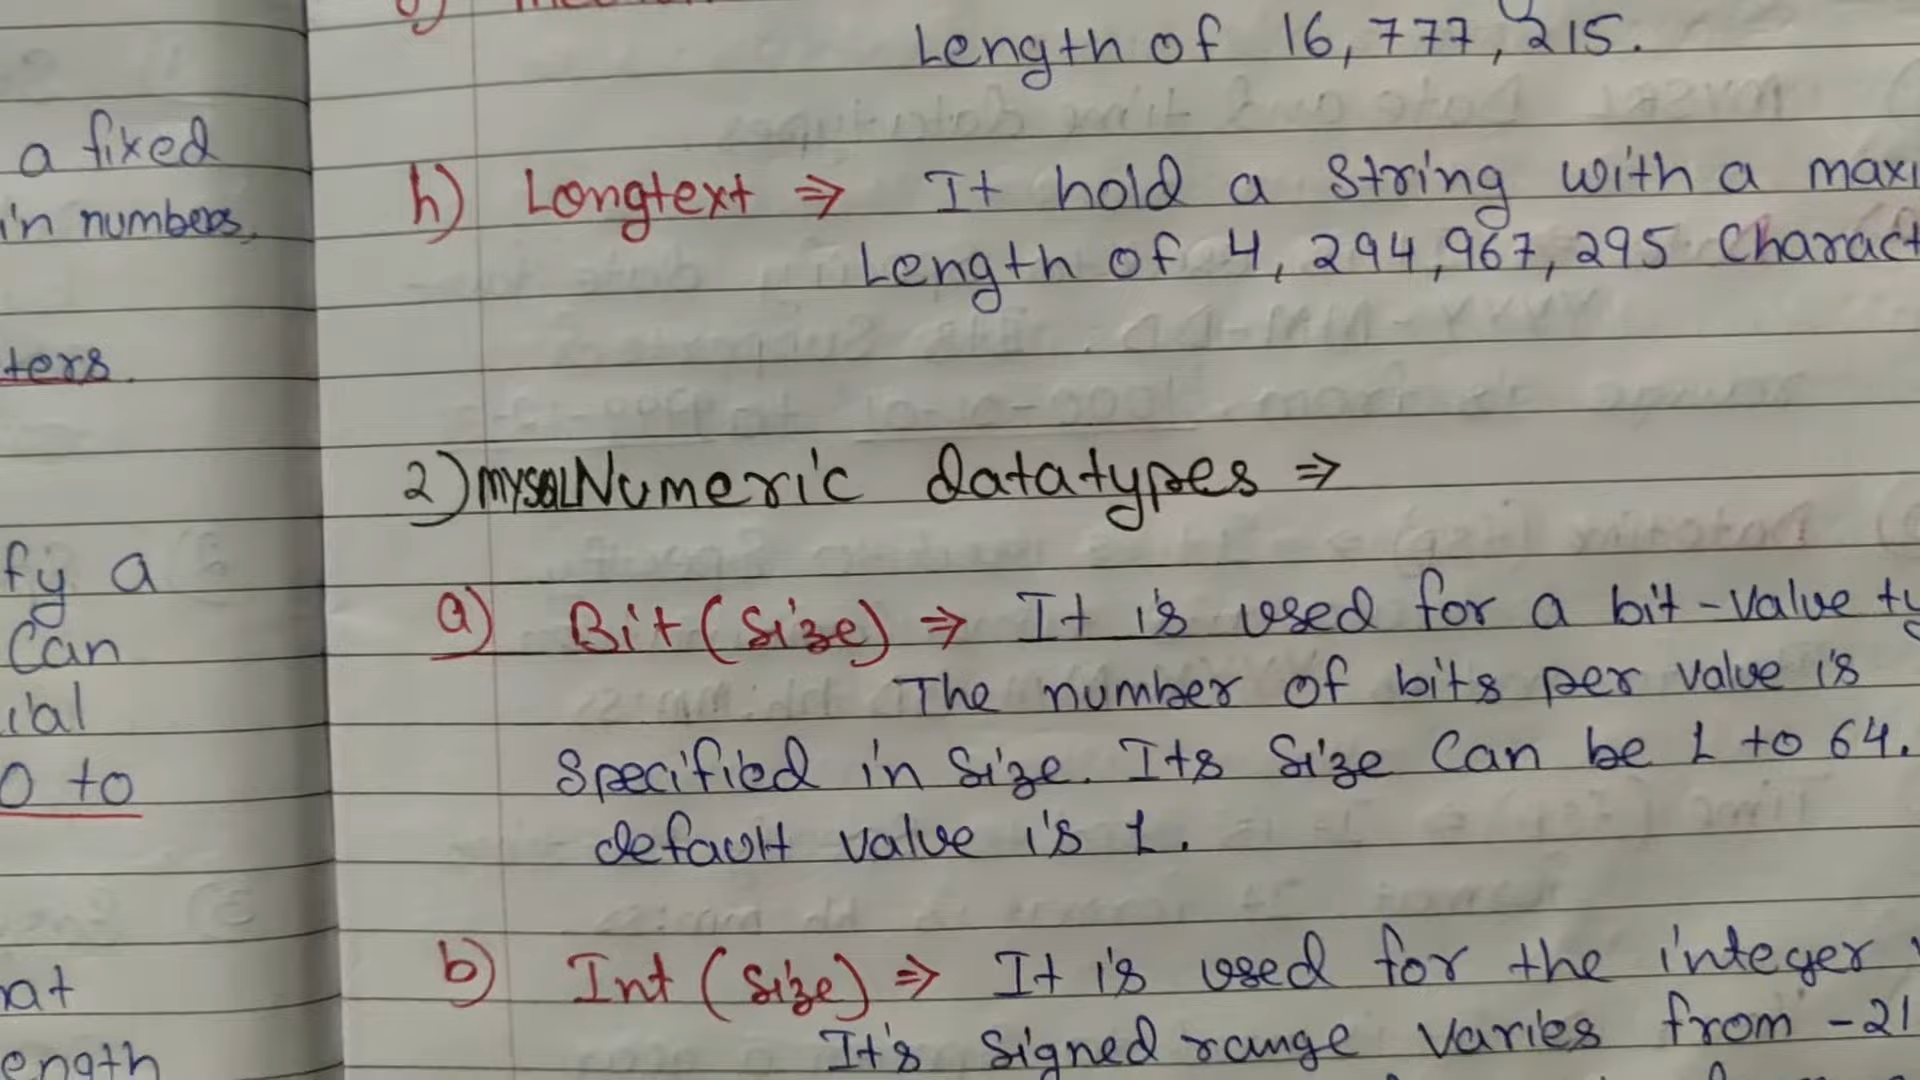 a fixed
in numbers,
ters.
fy a
Can
ial
0 to
at
ength
Length of 16,777,215.
h) Longtext ⇒ It hold a String with a maxi
Length of 4,294,967,295 Charact
2) MYSQL Numeric datatypes ⇒
a) Bit (Size) ⇒ It is used for a bit-value ty
The number of bits per value is
Specified in Size. Its Size Can be 1 to 64.
default value is 1.
b) Int (Size) ⇒ It is used for the integer
It's Signed range varies from -21